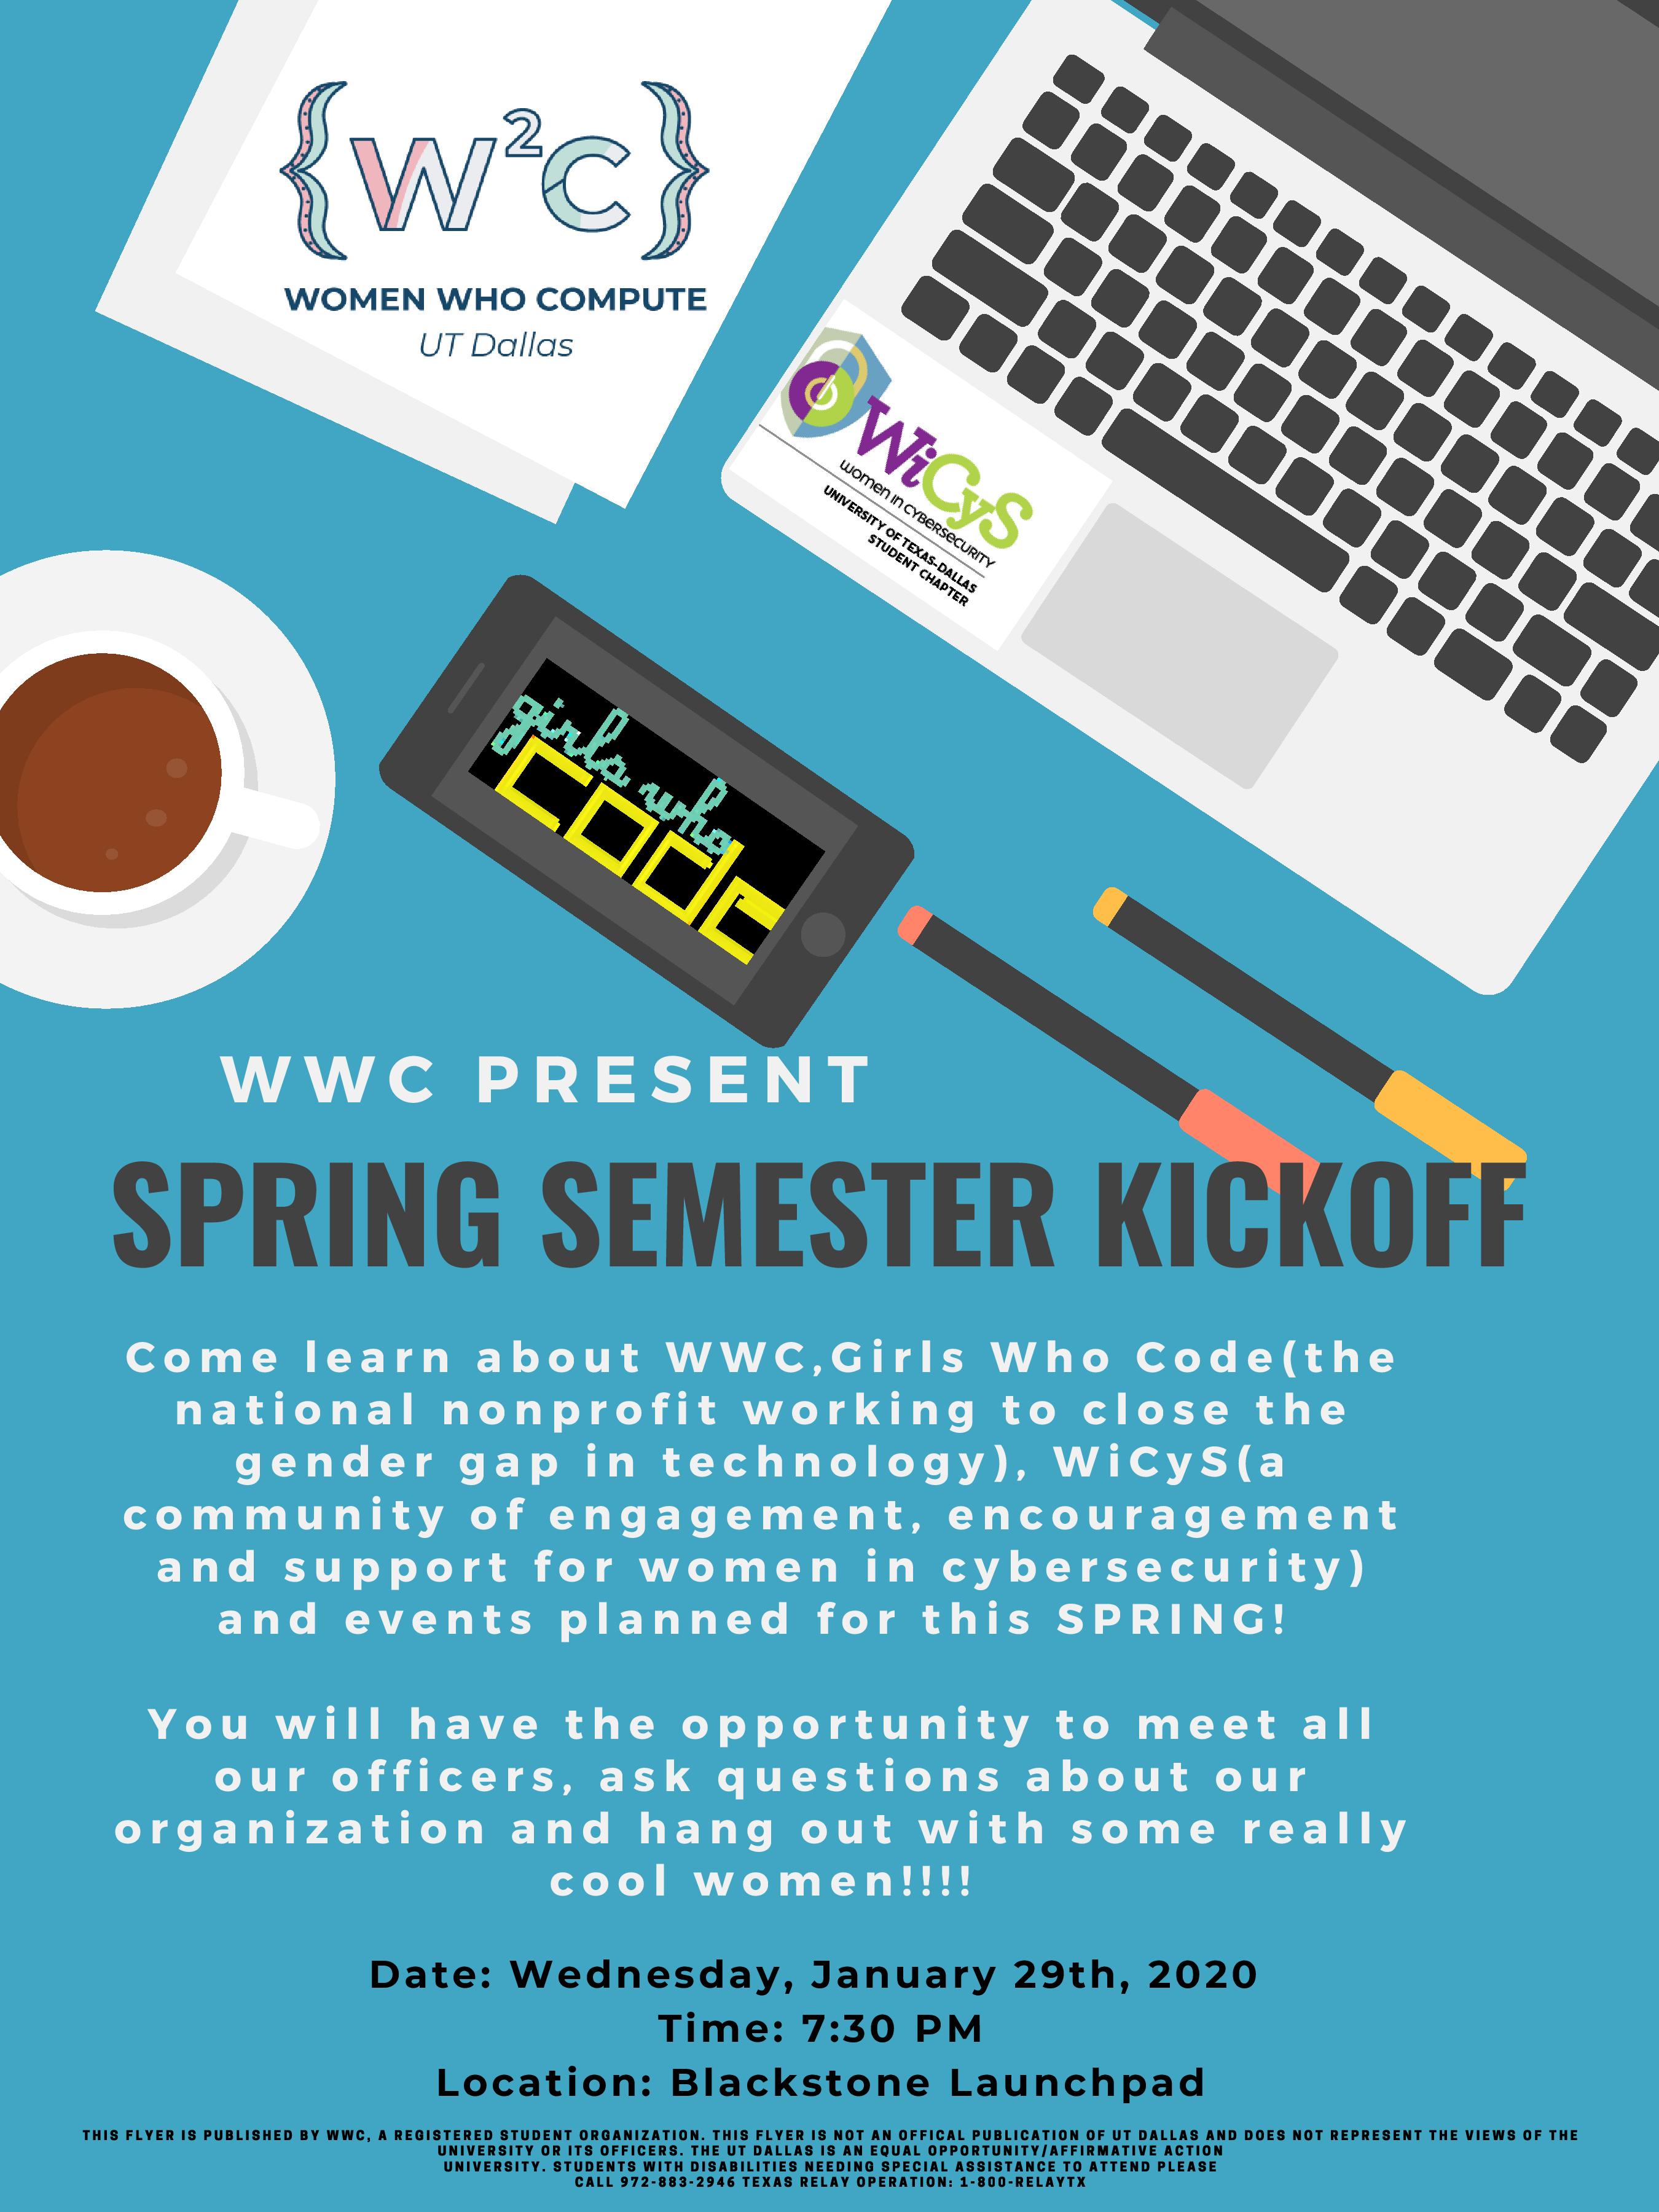 {W²C}
WOMEN WHO COMPUTE
UT Dallas
WiCyS
women in cybersecurity
UNIVERSITY OF TEXAS-DALLAS
STUDENT CHAPTER
girls who
code
WWC PRESENT
SPRING SEMESTER KICKOFF
Come learn about WWC,Girls Who Code(the
national nonprofit working to close the
gender gap in technology), WiCyS(a
community of engagement, encouragement
and support for women in cybersecurity)
and events planned for this SPRING!
You will have the opportunity to meet all
our officers, ask questions about our
organization and hang out with some really
cool women!!!!
Date: Wednesday, January 29th, 2020
Time: 7:30 PM
Location: Blackstone Launchpad
THIS FLYER IS PUBLISHED BY WWC, A REGISTERED STUDENT ORGANIZATION. THIS FLYER IS NOT AN OFFICAL PUBLICATION OF UT DALLAS AND DOES NOT REPRESENT THE VIEWS OF THE
UNIVERSITY OR ITS OFFICERS. THE UT DALLAS IS AN EQUAL OPPORTUNITY/AFFIRMATIVE ACTION
UNIVERSITY. STUDENTS WITH DISABILITIES NEEDING SPECIAL ASSISTANCE TO ATTEND PLEASE
CALL 972-883-2946 TEXAS RELAY OPERATION: 1-800-RELAYTX